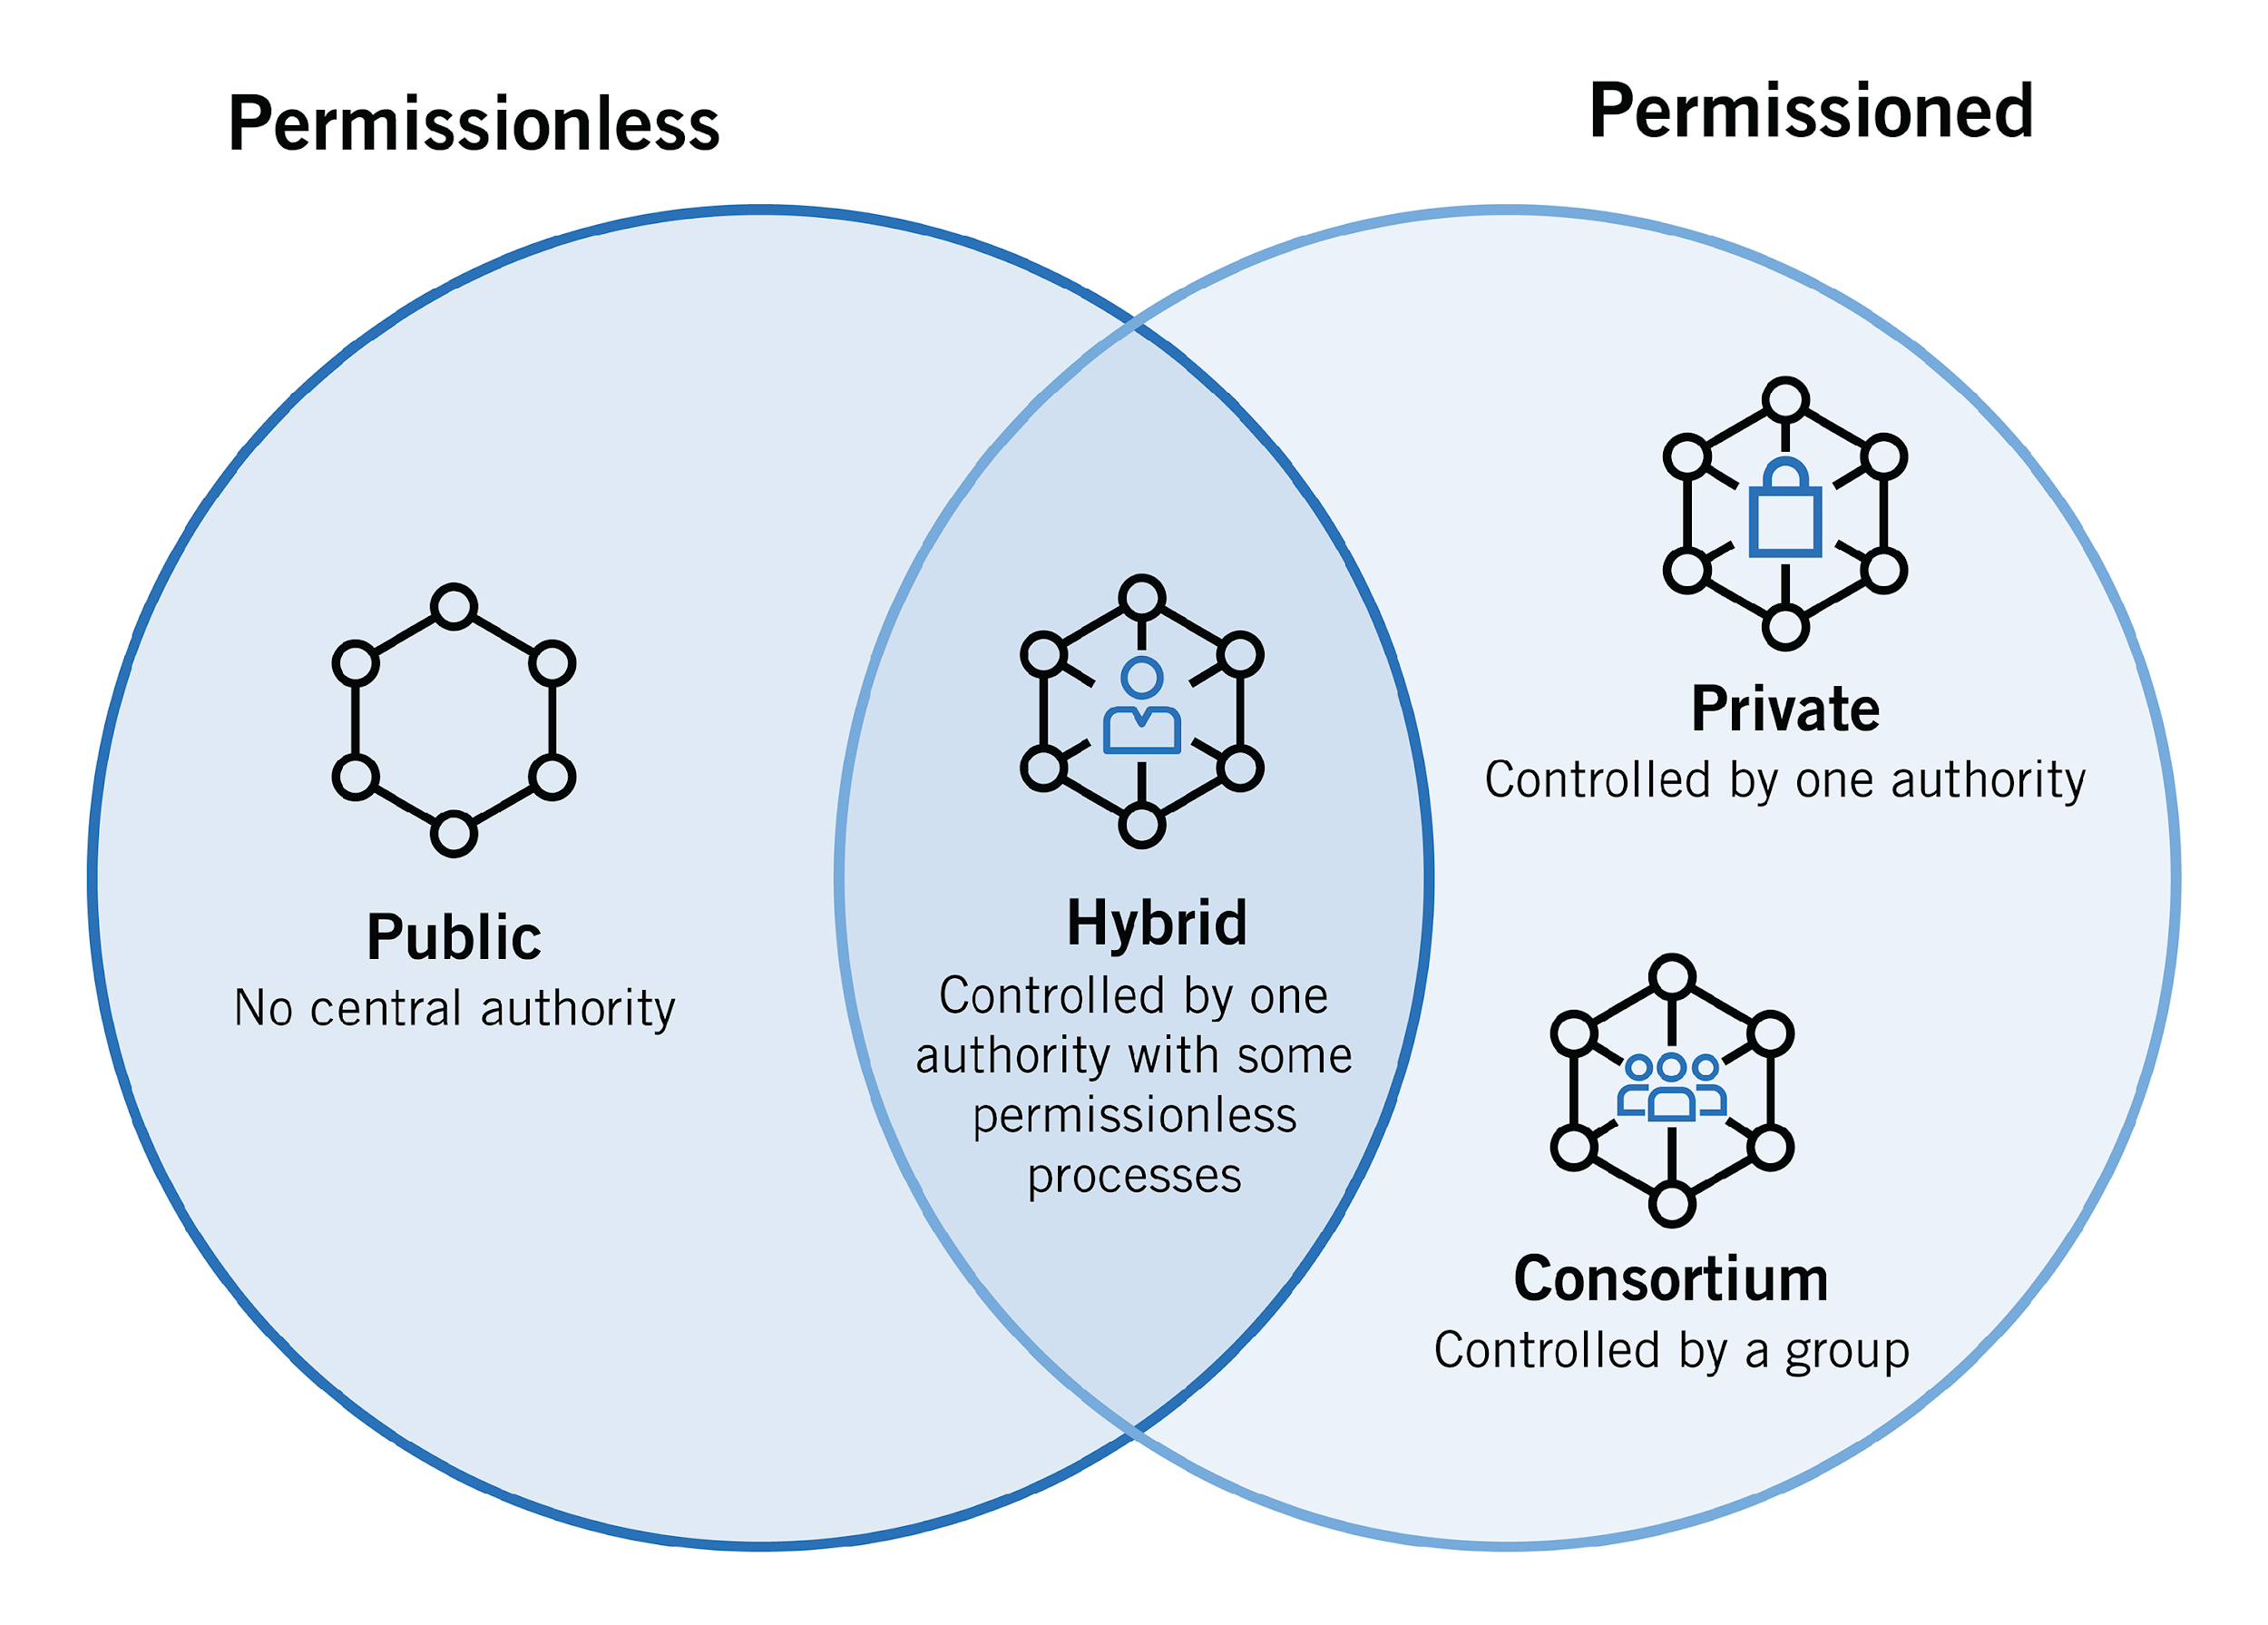 Permissionless
Permissioned
Public
No central authority
Hybrid
Controlled by one
authority with some
permissionless
processes
Private
Controlled by one authority
Consortium
Controlled by a group